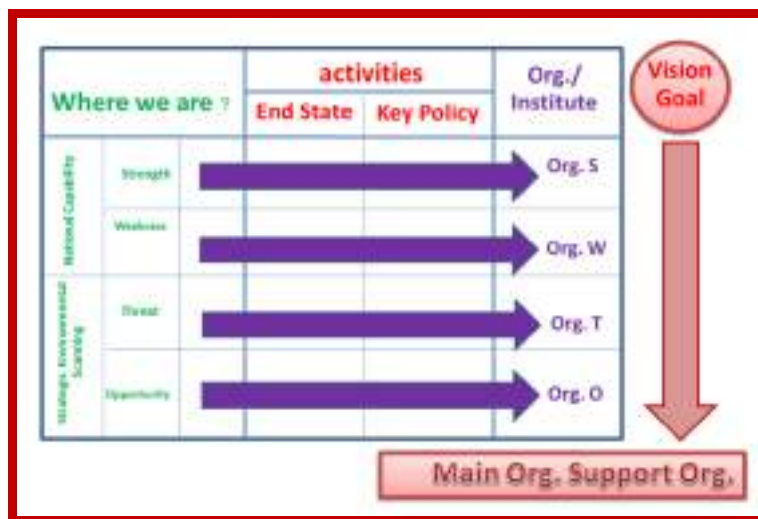 Where we are ?
activities
End State
Key Policy
Org./
Institute
Vision
Goal
National Capability
Strength
Org. S
Weakness
Org. W
Strategic Environmental
Scanning
Threat
Org. T
Opportunity
Org. O
Main Org. Support Org.